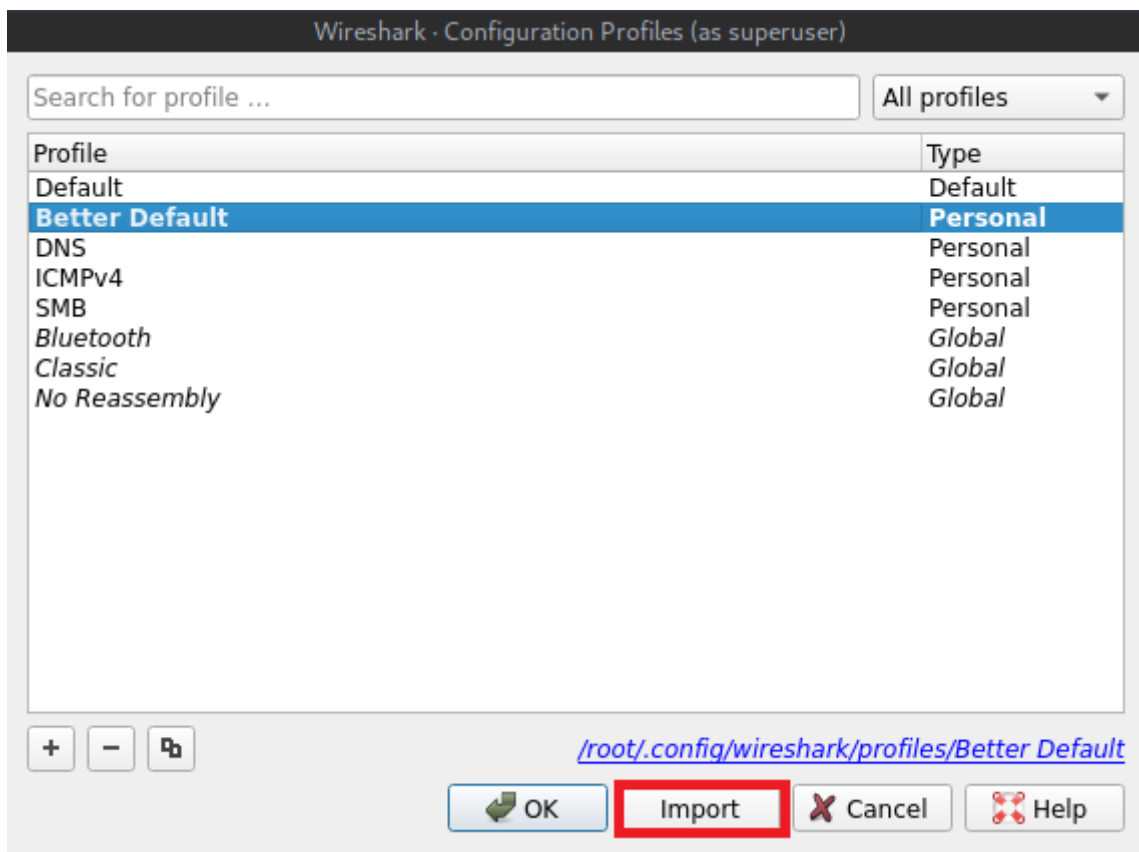 Wireshark · Configuration Profiles (as superuser)
Search for profile ... All profiles
Profile Type
Default Default
Better Default Personal
DNS Personal
ICMPv4 Personal
SMB Personal
Bluetooth Global
Classic Global
No Reassembly Global
+ − /root/.config/wireshark/profiles/Better Default
OK Import Cancel Help